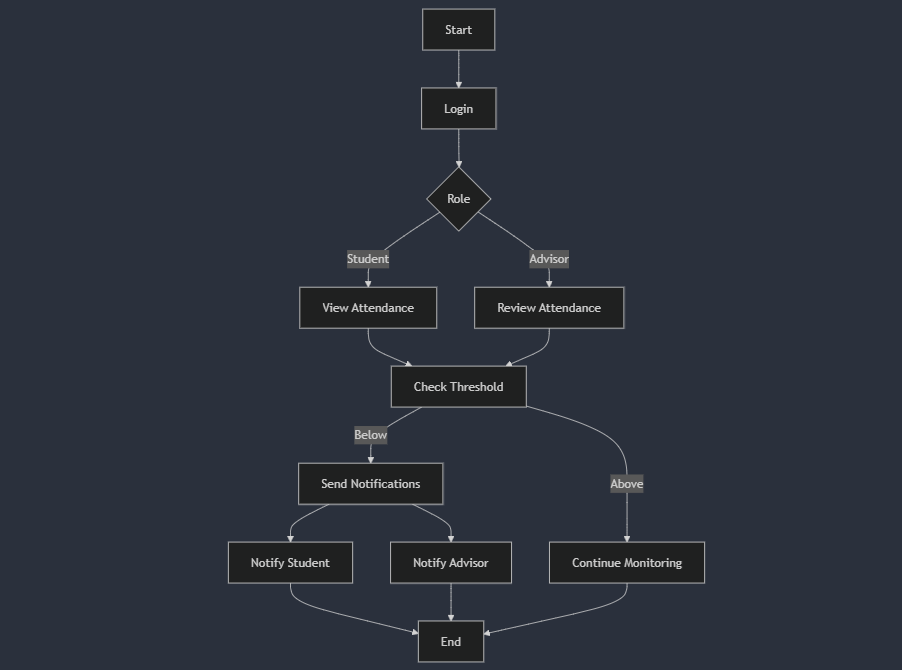 Start
Login
Role
Student
Advisor
View Attendance
Review Attendance
Check Threshold
Below
Send Notifications
Above
Notify Student
Notify Advisor
Continue Monitoring
End